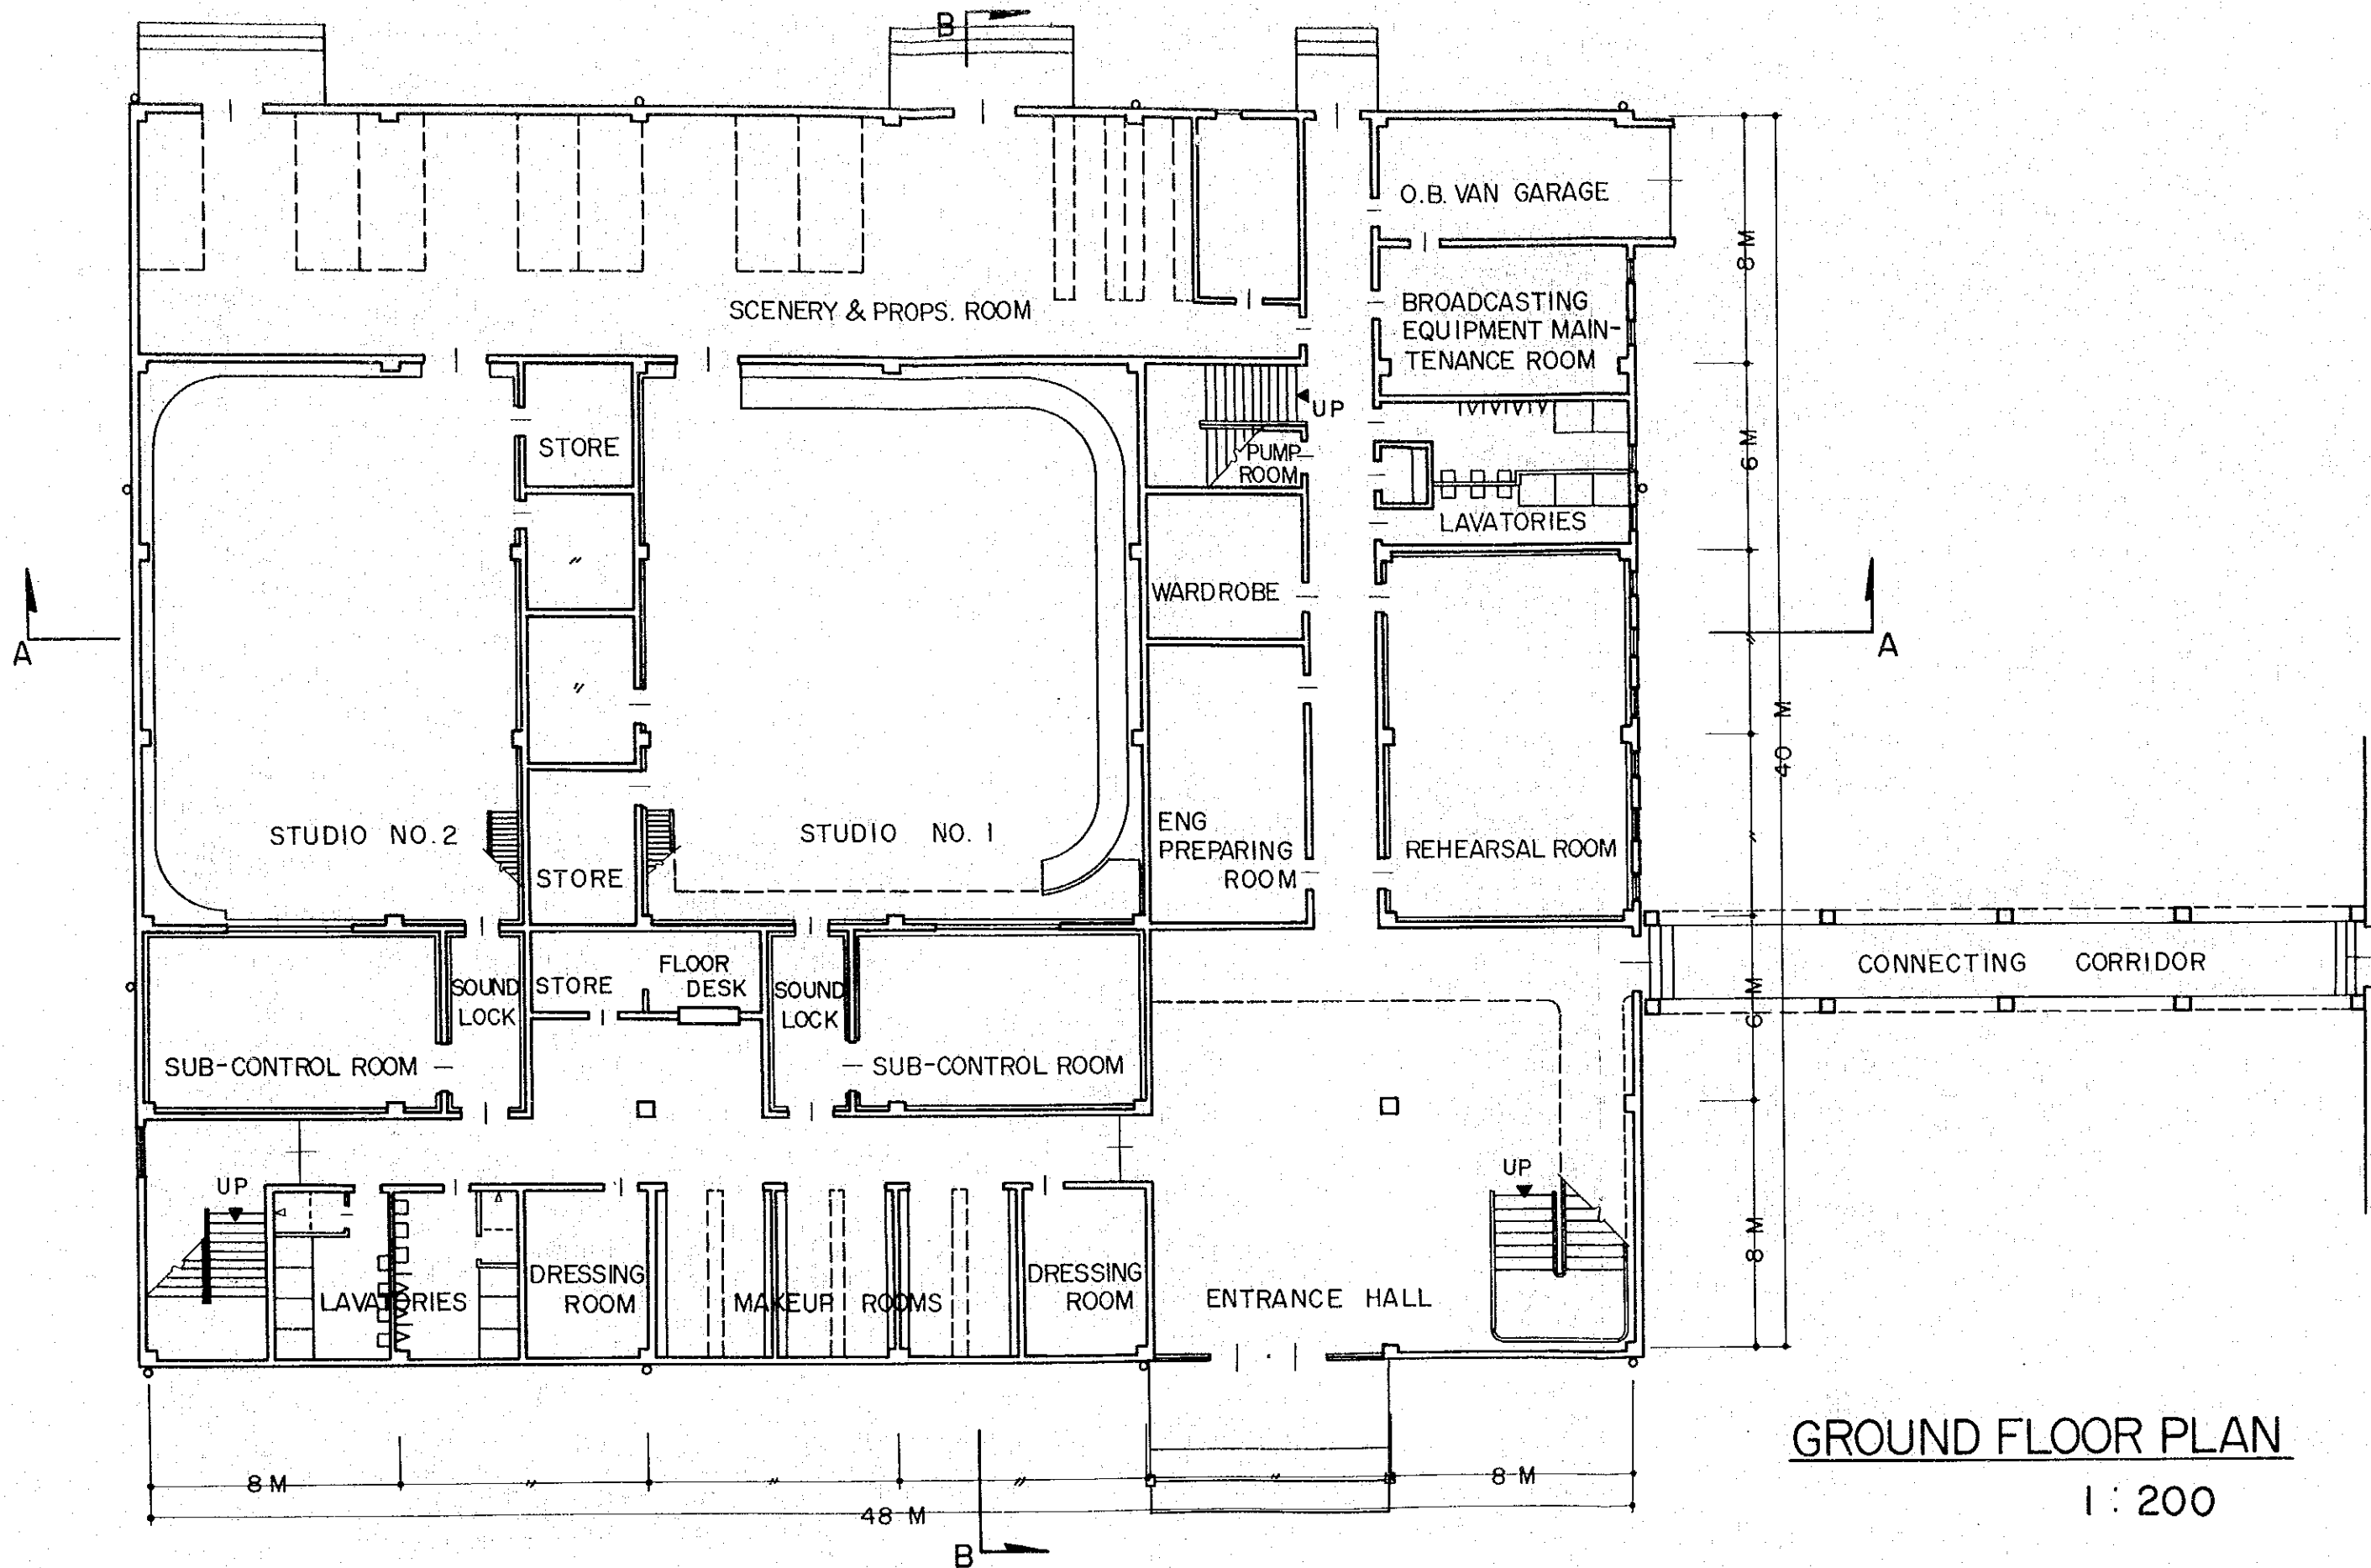 B
O.B. VAN GARAGE
8 M
SCENERY & PROPS. ROOM
BROADCASTING
EQUIPMENT MAIN-
TENANCE ROOM
UP
STORE
PUMP
ROOM
6 M
LAVATORIES
〃
WARDROBE
A
A
〃
〃
40 M
STUDIO NO. 2
STUDIO NO. 1
ENG
PREPARING
ROOM
REHEARSAL ROOM
〃
STORE
SOUND
LOCK
STORE
FLOOR
DESK
SOUND
LOCK
CONNECTING CORRIDOR
6 M
SUB-CONTROL ROOM
SUB-CONTROL ROOM
UP
UP
8 M
LAVATORIES
DRESSING
ROOM
MAKEUP ROOMS
DRESSING
ROOM
ENTRANCE HALL
8 M
〃
〃
〃
〃
8 M
48 M
B
GROUND FLOOR PLAN
1 : 200